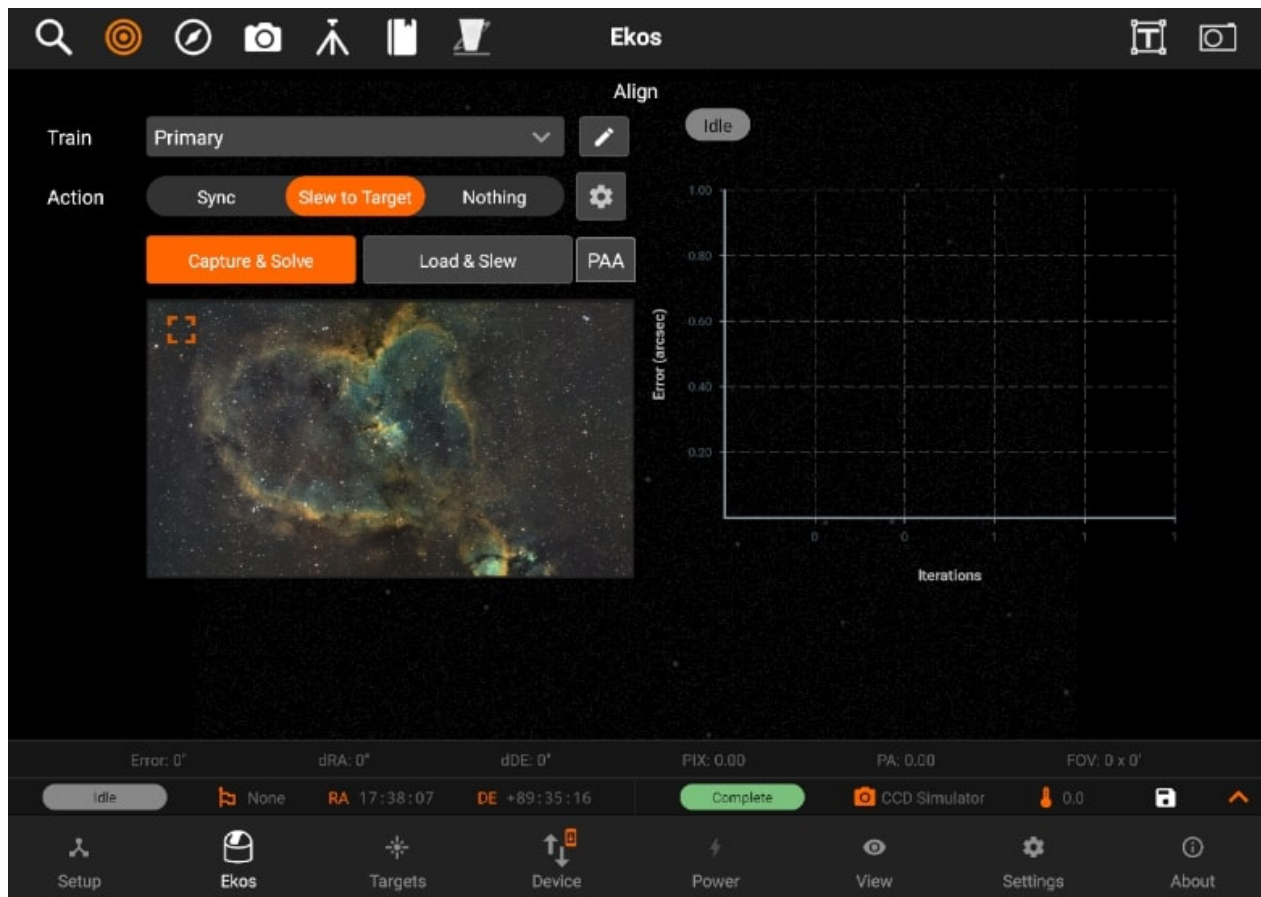 Ekos
Align
Train Primary
Idle
Action Sync Slew to Target Nothing
Capture & Solve Load & Slew PAA
1.00
0.80
0.60
0.40
0.20
Error (arcsec)
0 0 1 1 1
Iterations
Error: 0" dRA: 0" dDE: 0" PIX: 0.00 PA: 0.00 FOV: 0 x 0'
Idle None RA 17:38:07 DE +89:35:16 Complete CCD Simulator 0.0
Setup Ekos Targets Device Power View Settings About